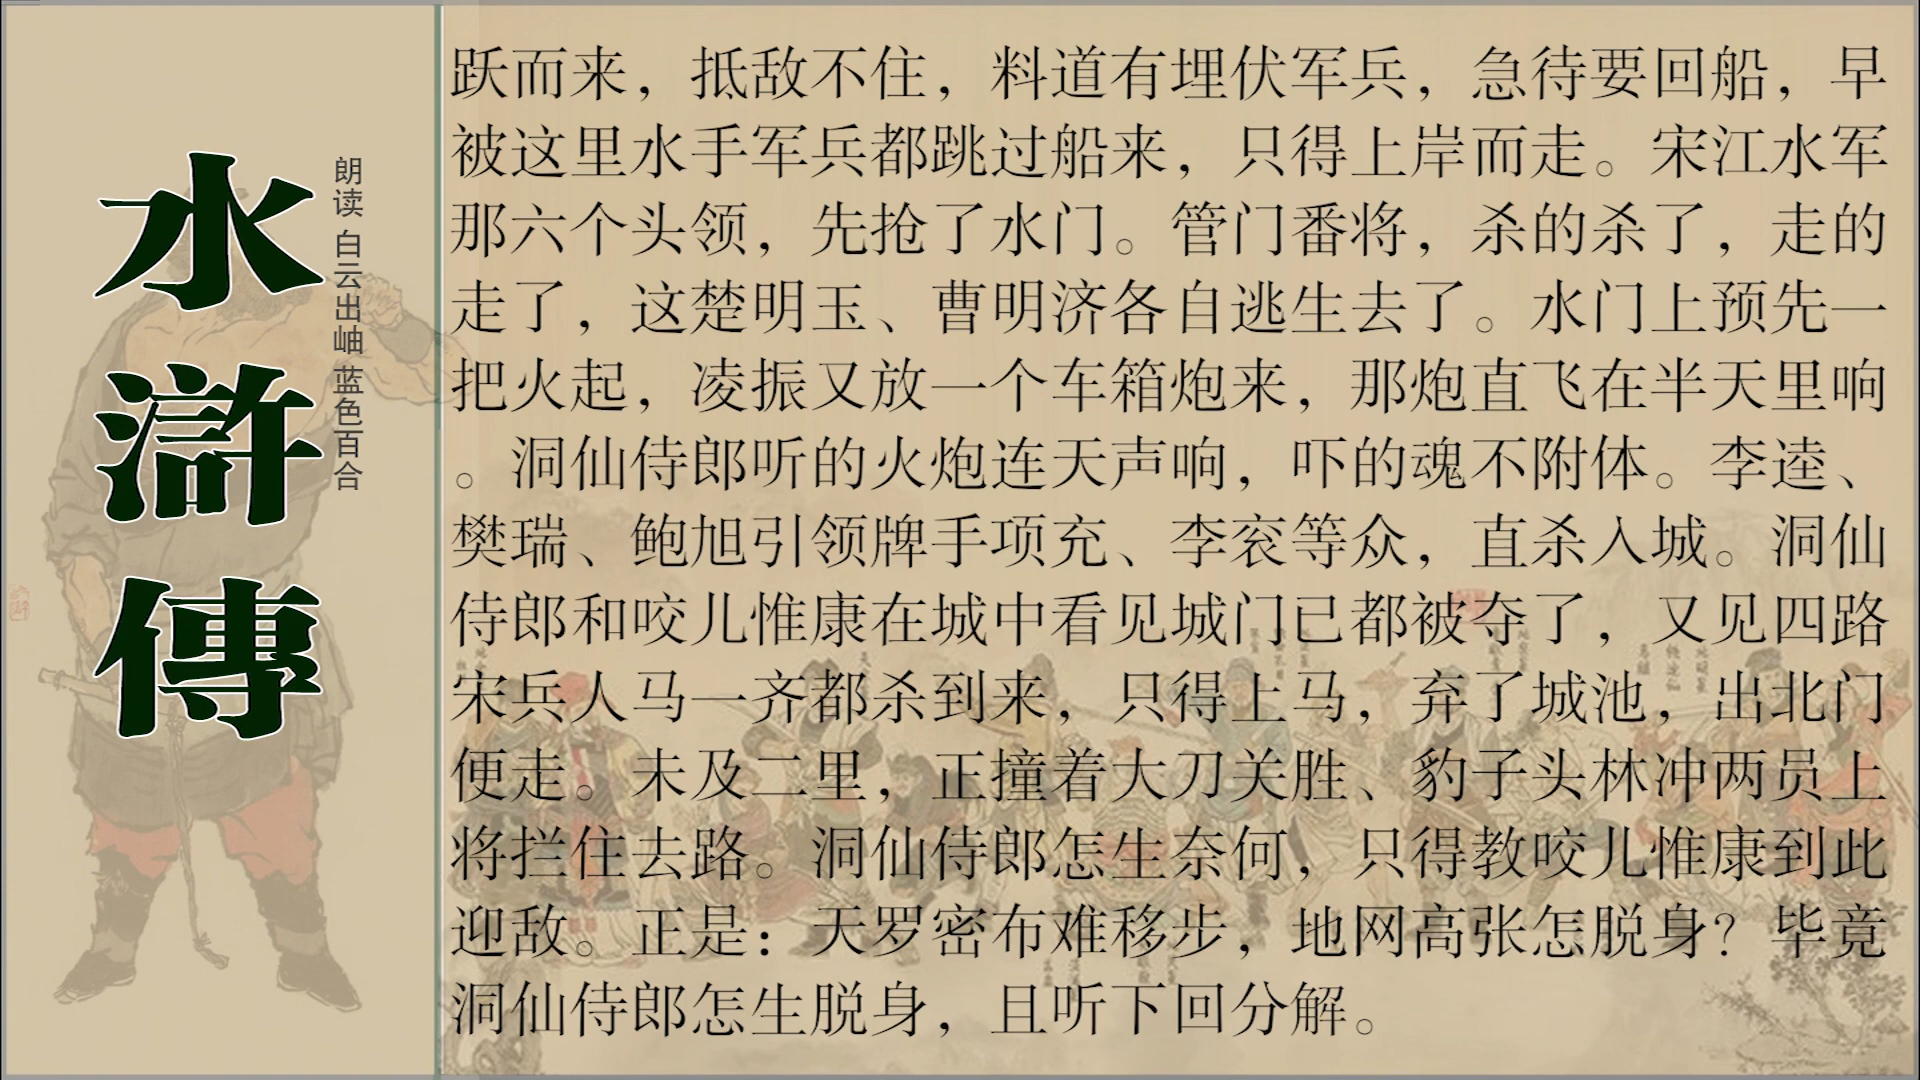 水滸傳
朗读 白云出岫 蓝色百合
跃而来，抵敌不住，料道有埋伏军兵，急待要回船，早
被这里水手军兵都跳过船来，只得上岸而走。宋江水军
那六个头领，先抢了水门。管门番将，杀的杀了，走的
走了，这楚明玉、曹明济各自逃生去了。水门上预先一
把火起，凌振又放一个车箱炮来，那炮直飞在半天里响
。洞仙侍郎听的火炮连天声响，吓的魂不附体。李逵、
樊瑞、鲍旭引领牌手项充、李衮等众，直杀入城。洞仙
侍郎和咬儿惟康在城中看见城门已都被夺了，又见四路
宋兵人马一齐都杀到来，只得上马，弃了城池，出北门
便走。未及二里，正撞着大刀关胜、豹子头林冲两员上
将拦住去路。洞仙侍郎怎生奈何，只得教咬儿惟康到此
迎敌。正是：天罗密布难移步，地网高张怎脱身？毕竟
洞仙侍郎怎生脱身，且听下回分解。